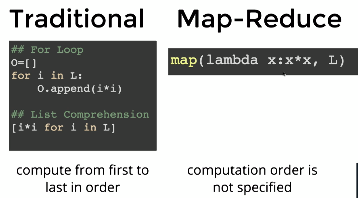 Traditional
## For Loop
O=[]
for i in L:
    O.append(i*i)
## List Comprehension
[i*i for i in L]
compute from first to
last in order
Map-Reduce
map(lambda x:x*x, L)
computation order is
not specified